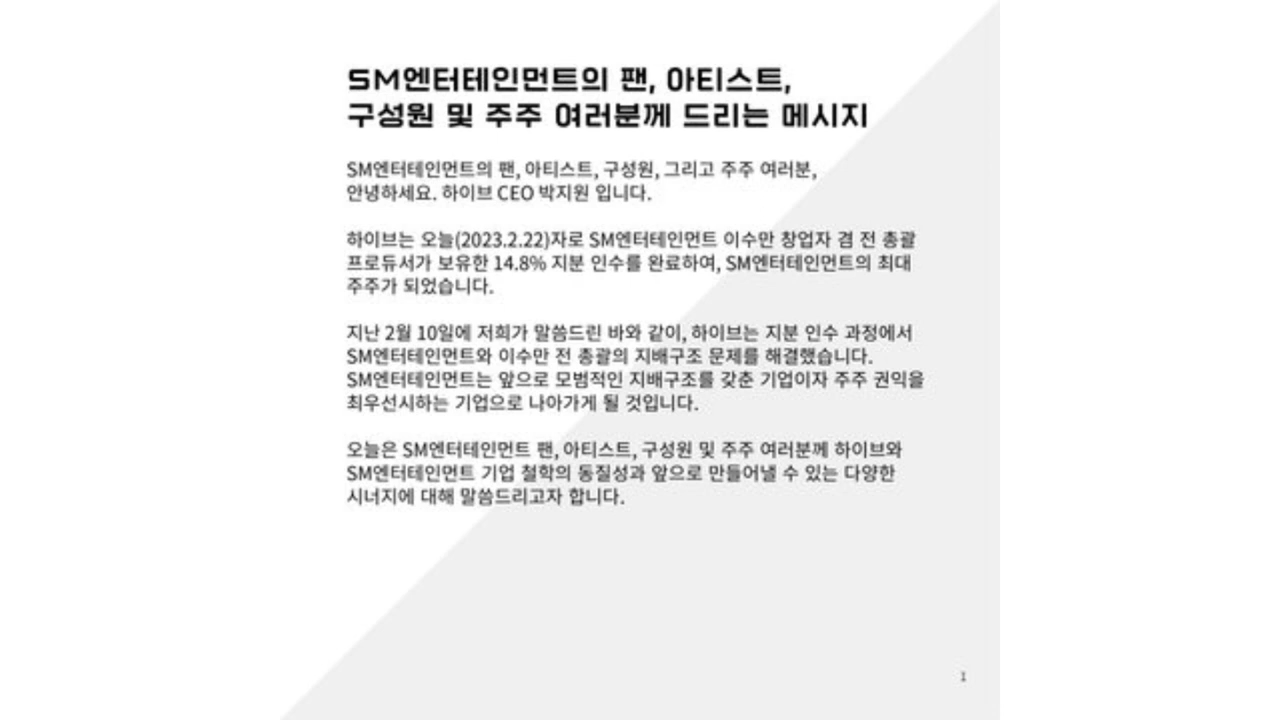 SM엔터테인먼트의 팬, 아티스트,
구성원 및 주주 여러분께 드리는 메시지
SM엔터테인먼트의 팬, 아티스트, 구성원, 그리고 주주 여러분,
안녕하세요. 하이브 CEO 박지원 입니다.
하이브는 오늘(2023.2.22)자로 SM엔터테인먼트 이수만 창업자 겸 전 총괄
프로듀서가 보유한 14.8% 지분 인수를 완료하여, SM엔터테인먼트의 최대
주주가 되었습니다.
지난 2월 10일에 저희가 말씀드린 바와 같이, 하이브는 지분 인수 과정에서
SM엔터테인먼트와 이수만 전 총괄의 지배구조 문제를 해결했습니다.
SM엔터테인먼트는 앞으로 모범적인 지배구조를 갖춘 기업이자 주주 권익을
최우선시하는 기업으로 나아가게 될 것입니다.
오늘은 SM엔터테인먼트 팬, 아티스트, 구성원 및 주주 여러분께 하이브와
SM엔터테인먼트 기업 철학의 동질성과 앞으로 만들어낼 수 있는 다양한
시너지에 대해 말씀드리고자 합니다.
1